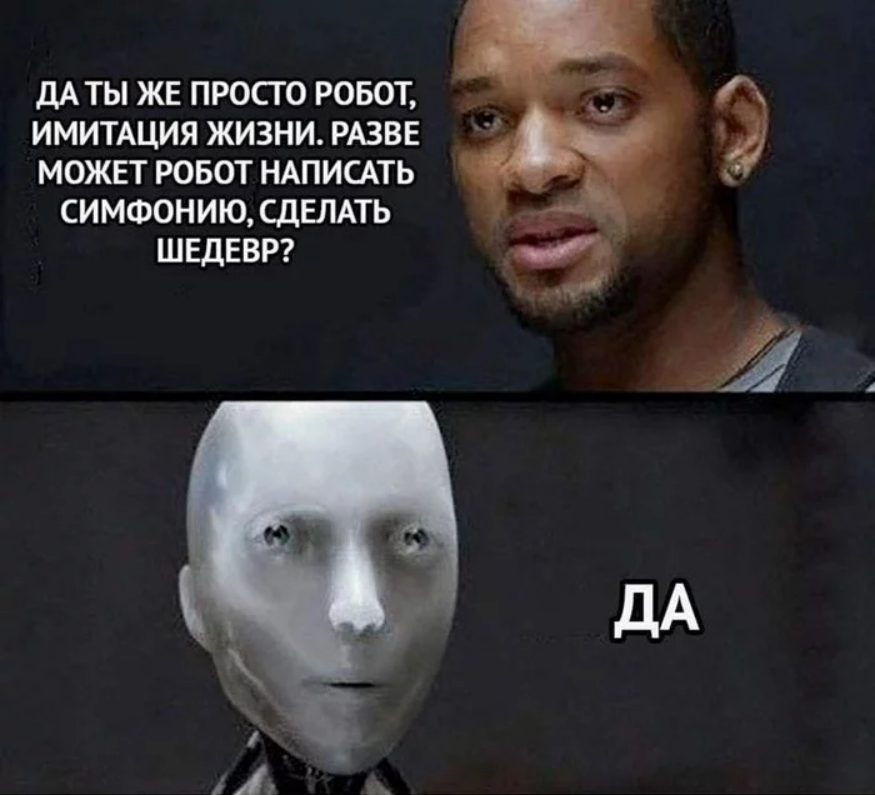 ДА ТЫ ЖЕ ПРОСТО РОБОТ,
ИМИТАЦИЯ ЖИЗНИ. РАЗВЕ
МОЖЕТ РОБОТ НАПИСАТЬ
СИМФОНИЮ, СДЕЛАТЬ
ШЕДЕВР?
ДА